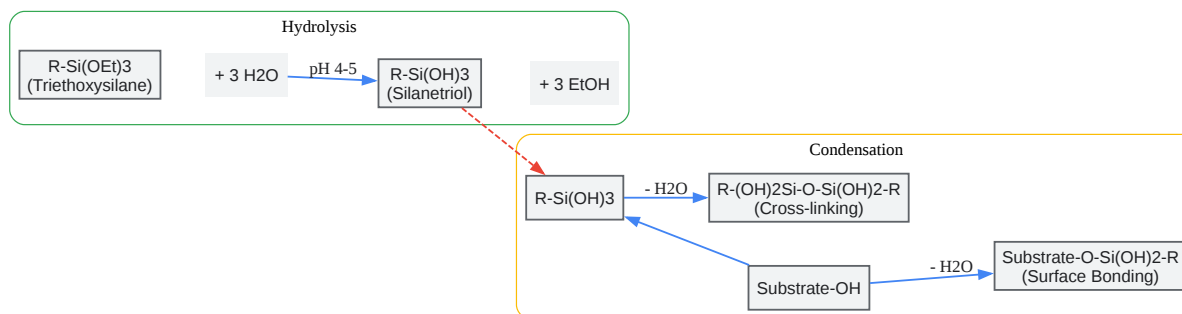 Hydrolysis
R-Si(OEt)3
(Triethoxysilane)
+ 3 H2O
pH 4-5
R-Si(OH)3
(Silanetriol)
+ 3 EtOH
Condensation
R-Si(OH)3
- H2O
R-(OH)2Si-O-Si(OH)2-R
(Cross-linking)
Substrate-OH
- H2O
Substrate-O-Si(OH)2-R
(Surface Bonding)